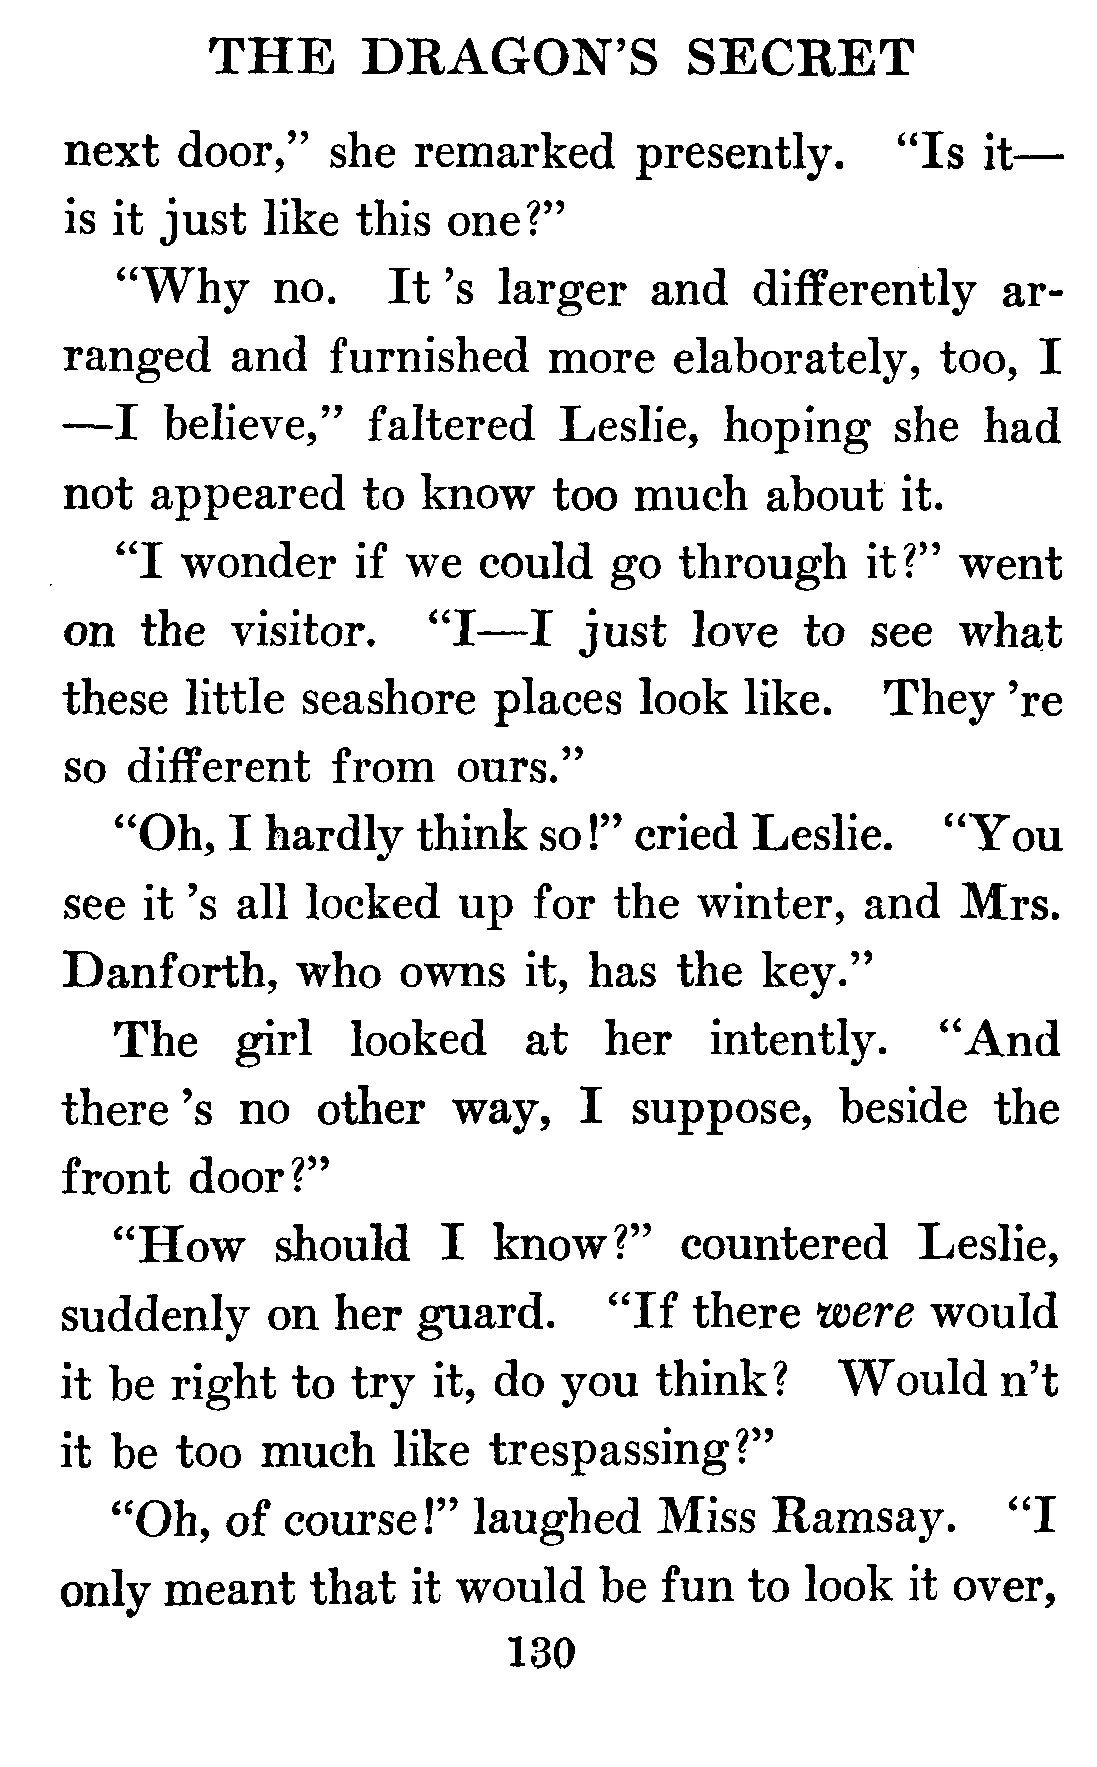 THE DRAGON'S SECRET
next door," she remarked presently. "Is it—
is it just like this one?"
"Why no. It 's larger and differently ar-
ranged and furnished more elaborately, too, I
—I believe," faltered Leslie, hoping she had
not appeared to know too much about it.
"I wonder if we could go through it?" went
on the visitor. "I—I just love to see what
these little seashore places look like. They 're
so different from ours."
"Oh, I hardly think so!" cried Leslie. "You
see it 's all locked up for the winter, and Mrs.
Danforth, who owns it, has the key."
The girl looked at her intently. "And
there 's no other way, I suppose, beside the
front door?"
"How should I know?" countered Leslie,
suddenly on her guard. "If there were would
it be right to try it, do you think? Would n't
it be too much like trespassing?"
"Oh, of course!" laughed Miss Ramsay. "I
only meant that it would be fun to look it over,
130